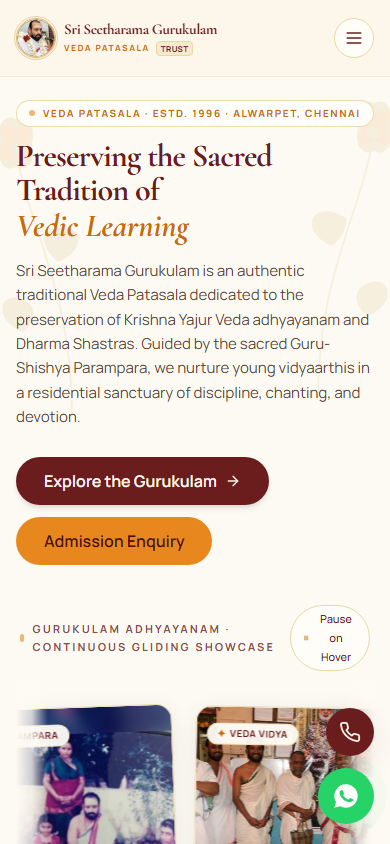 Sri Seetharama Gurukulam
VEDA PATASALA TRUST
VEDA PATASALA · ESTD. 1996 · ALWARPET, CHENNAI
Preserving the Sacred
Tradition of
Vedic Learning
Sri Seetharama Gurukulam is an authentic
traditional Veda Patasala dedicated to the
preservation of Krishna Yajur Veda adhyayanam and
Dharma Shastras. Guided by the sacred Guru-
Shishya Parampara, we nurture young vidyaarthis in
a residential sanctuary of discipline, chanting, and
devotion.
Explore the Gurukulam →
Admission Enquiry
GURUKULAM ADHYAYANAM ·
CONTINUOUS GLIDING SHOWCASE
Pause
on
Hover
✦ VEDA VIDYA